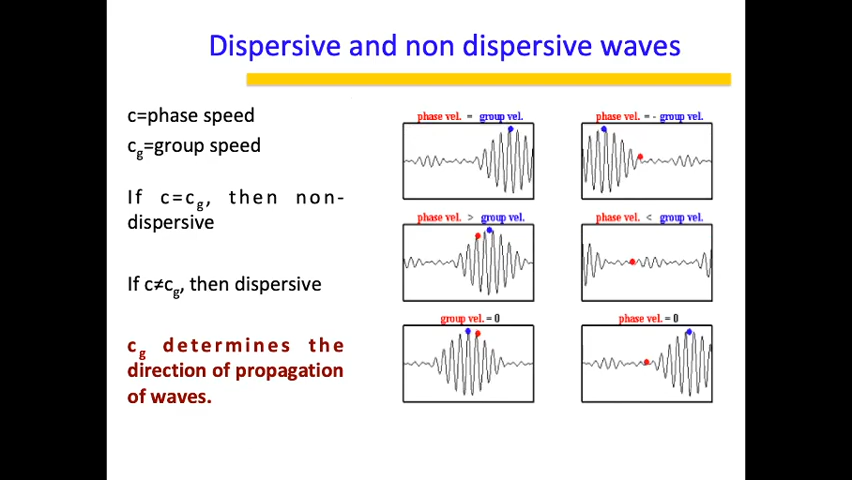 Dispersive and non dispersive waves
c=phase speed
cg=group speed
If c=cg, then non-
dispersive
If c≠cg, then dispersive
cg determines the
direction of propagation
of waves.
phase vel. = group vel.
phase vel. = - group vel.
phase vel. > group vel.
phase vel. < group vel.
group vel. = 0
phase vel. = 0